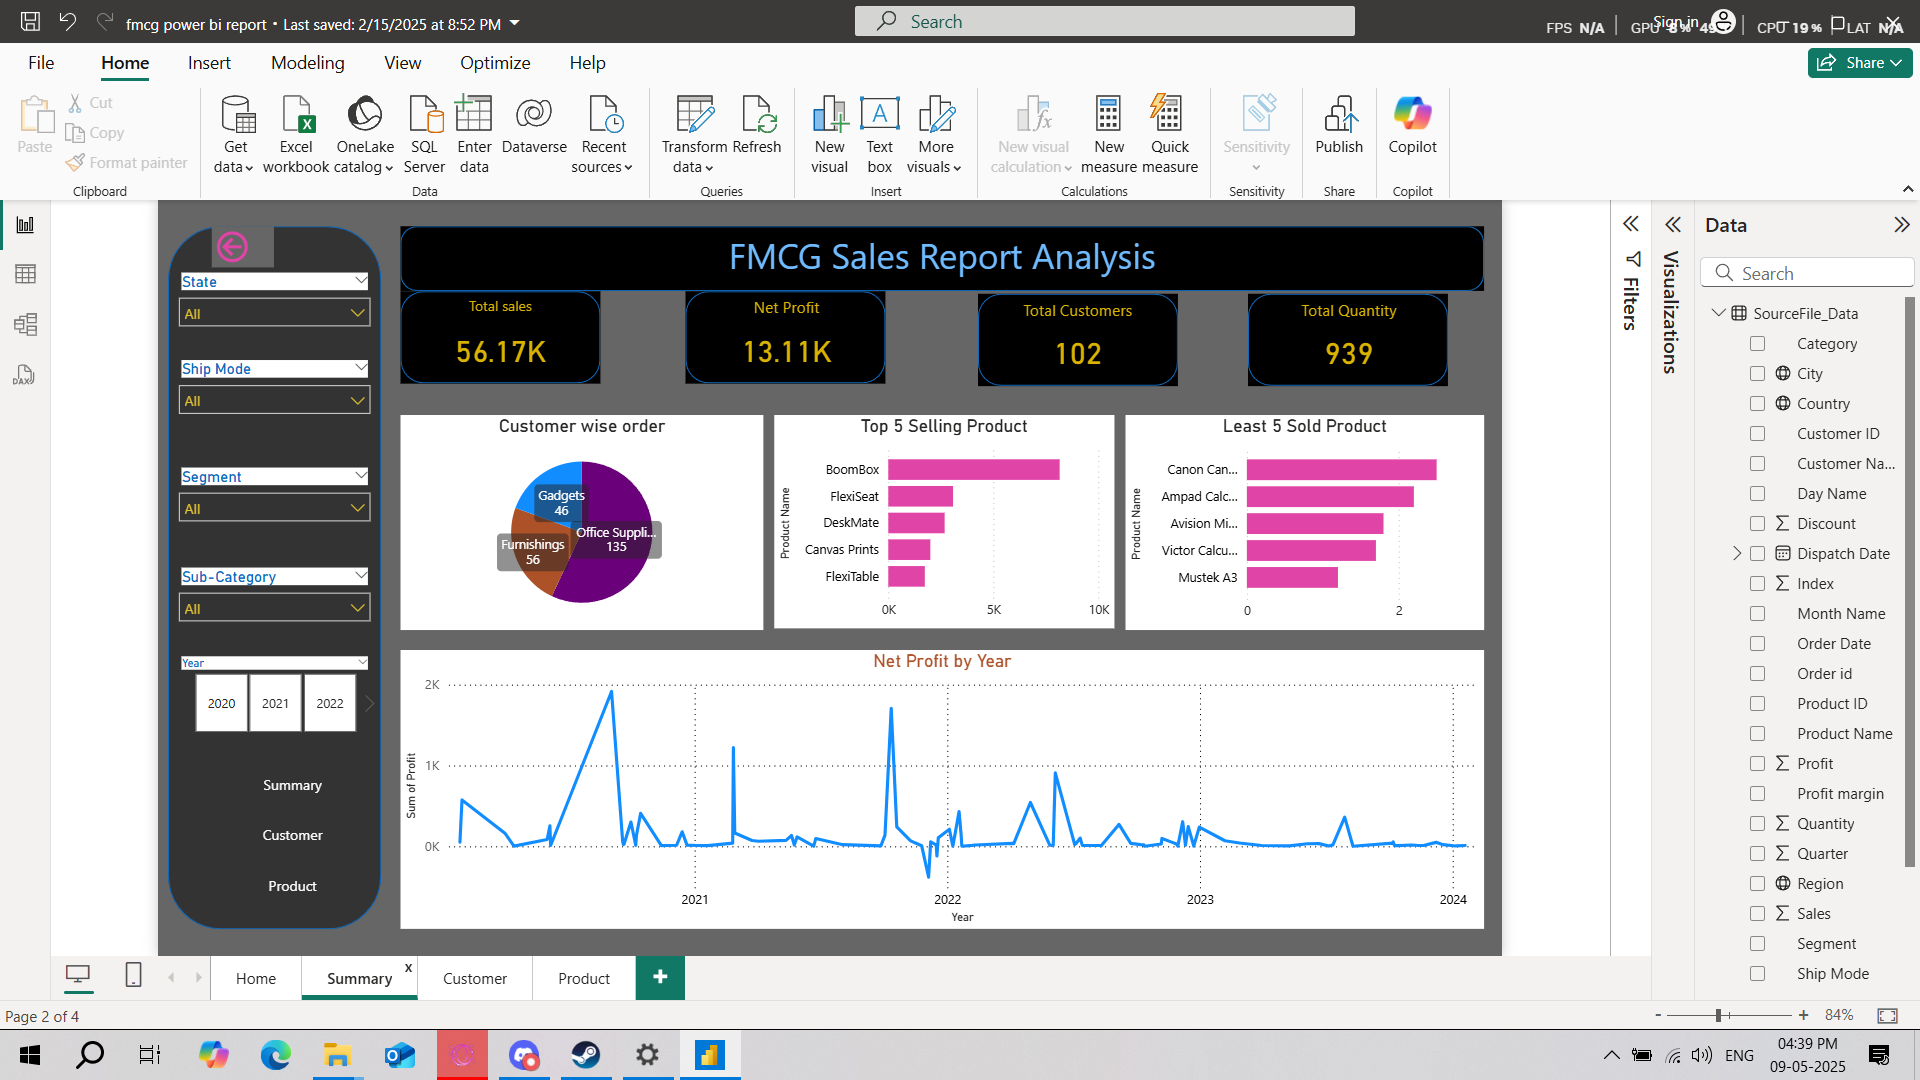 fmcg power bi report • Last saved: 2/15/2025 at 8:52 PM
Search
Sign in
FPS N/A
GPU 8%
CPU 19 %
LAT N/A
File Home Insert Modeling View Optimize Help
Share
Paste
Cut
Copy
Format painter
Clipboard
Get data
Excel workbook
OneLake catalog
SQL Server
Enter data
Dataverse
Recent sources
Data
Transform data
Refresh
Queries
New visual
Text box
More visuals
Insert
New visual calculation
New measure
Quick measure
Calculations
Sensitivity
Sensitivity
Publish
Share
Copilot
Copilot
State
All
Ship Mode
All
Segment
All
Sub-Category
All
Year
2020 2021 2022
Summary
Customer
Product
FMCG Sales Report Analysis
Total sales
56.17K
Net Profit
13.11K
Total Customers
102
Total Quantity
939
Customer wise order
Gadgets
46
Office Suppli...
135
Furnishings
56
Top 5 Selling Product
Product Name
BoomBox
FlexiSeat
DeskMate
Canvas Prints
FlexiTable
0K 5K 10K
Least 5 Sold Product
Product Name
Canon Can...
Ampad Calc...
Avision Mi...
Victor Calcu...
Mustek A3
0 2
Net Profit by Year
Sum of Profit
2K
1K
0K
2021 2022 2023 2024
Year
Filters
Visualizations
Data
Search
SourceFile_Data
Category
City
Country
Customer ID
Customer Na...
Day Name
Discount
Dispatch Date
Index
Month Name
Order Date
Order id
Product ID
Product Name
Profit
Profit margin
Quantity
Quarter
Region
Sales
Segment
Ship Mode
DAX
Home
Summary
x
Customer
Product
+
Page 2 of 4
- + 84%
ENG
04:39 PM
09-05-2025